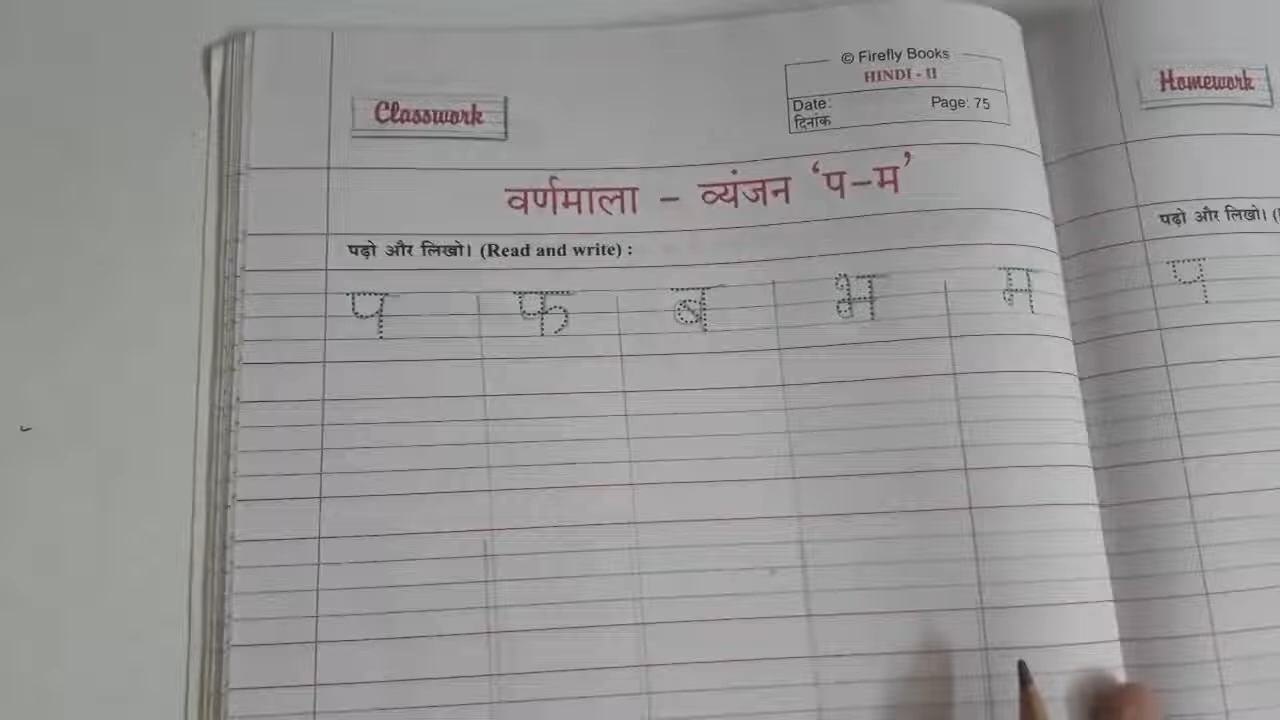 © Firefly Books
HINDI - II
Classwork
Date:
Page: 75
दिनांक
वर्णमाला – व्यंजन ‘प–म’
पढ़ो और लिखो। (Read and write) :
प फ ब भ म
Homework
पढ़ो और लिखो। (
प